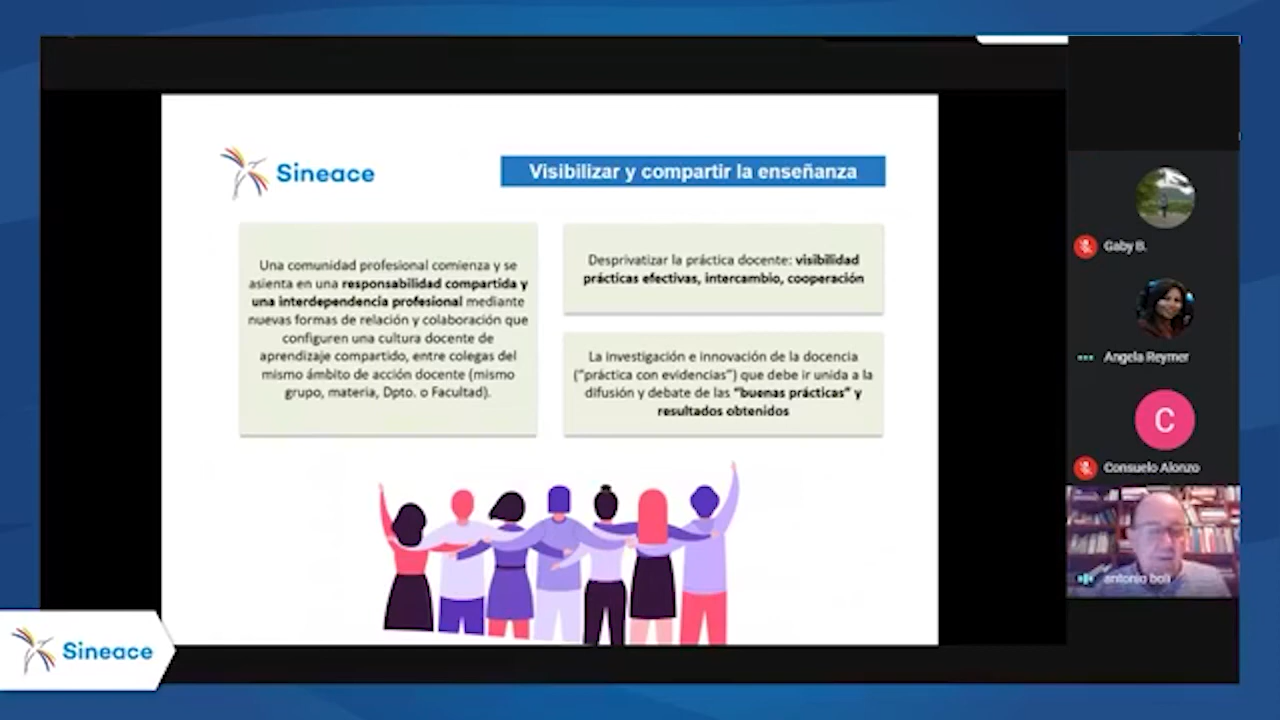 Sineace
Visibilizar y compartir la enseñanza
Una comunidad profesional comienza y se
asienta en una responsabilidad compartida y
una interdependencia profesional mediante
nuevas formas de relación y colaboración que
configuren una cultura docente de
aprendizaje compartido, entre colegas del
mismo ámbito de acción docente (mismo
grupo, materia, Dpto. o Facultad).
Desprivatizar la práctica docente: visibilidad
prácticas efectivas, intercambio, cooperación
La investigación e innovación de la docencia
("práctica con evidencias") que debe ir unida a la
difusión y debate de las "buenas prácticas" y
resultados obtenidos
Gaby B.
Angela Reymer
C
Consuelo Alonzo
antonio boli
Sineace